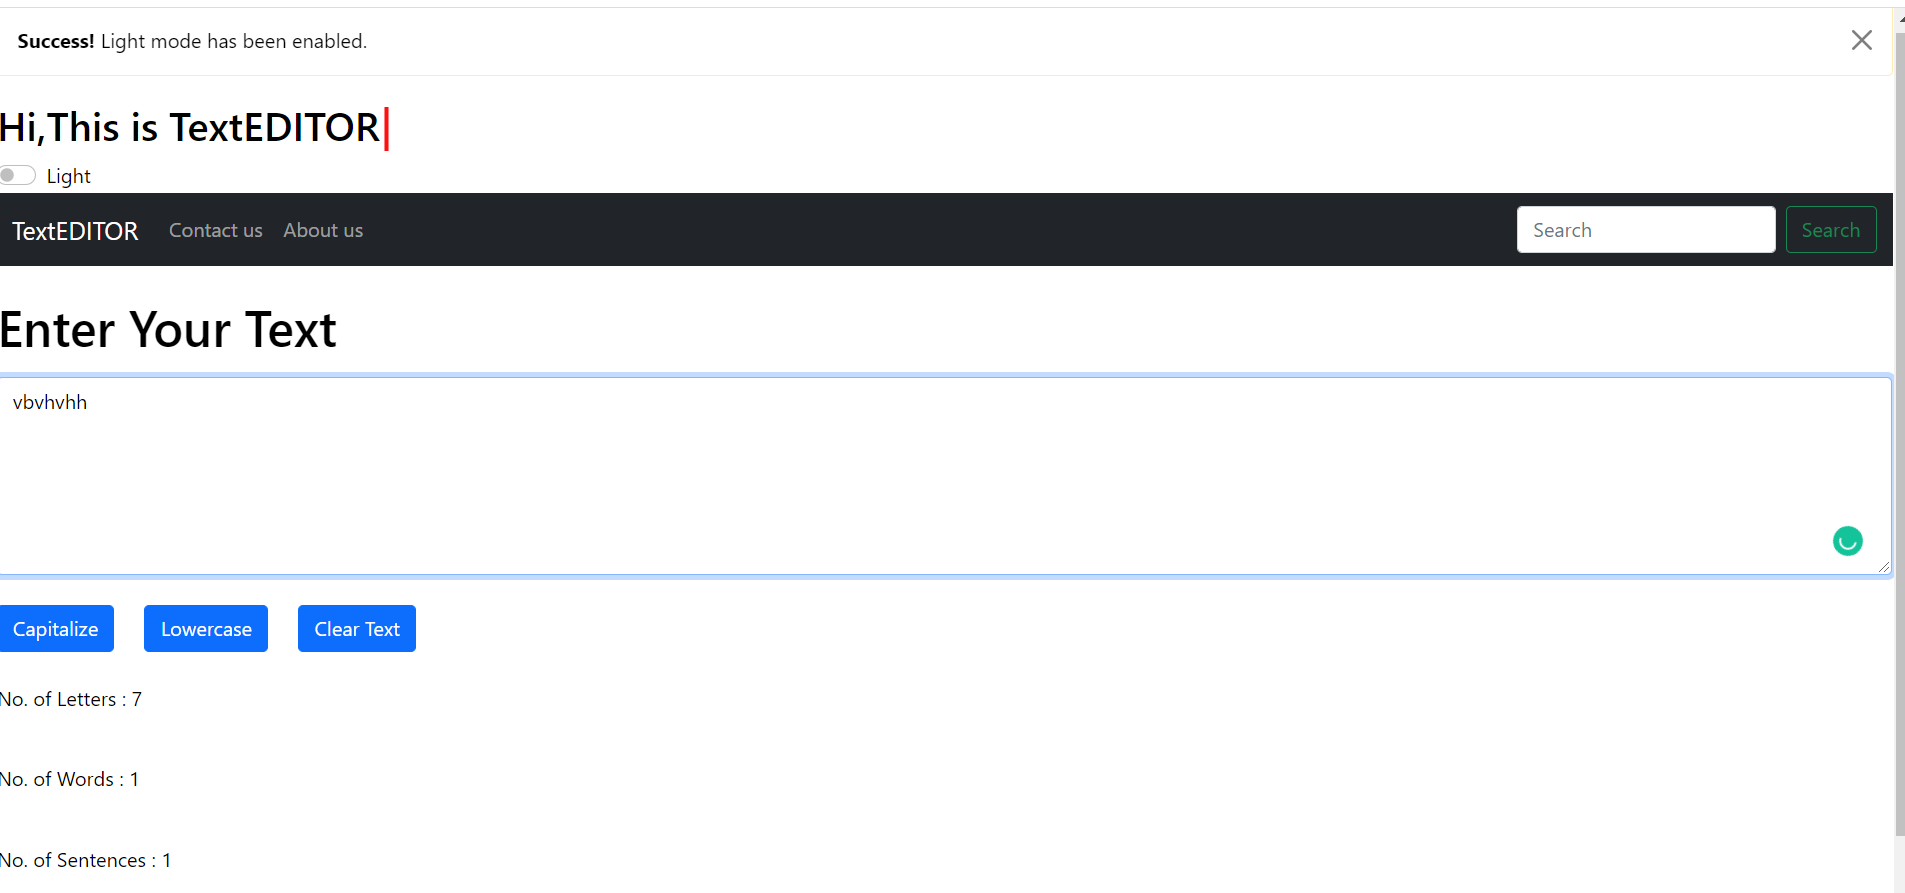 Success! Light mode has been enabled.
Hi,This is TextEDITOR
Light
TextEDITOR Contact us About us Search Search
Enter Your Text
vbvhvhh
Capitalize Lowercase Clear Text
No. of Letters : 7
No. of Words : 1
No. of Sentences : 1